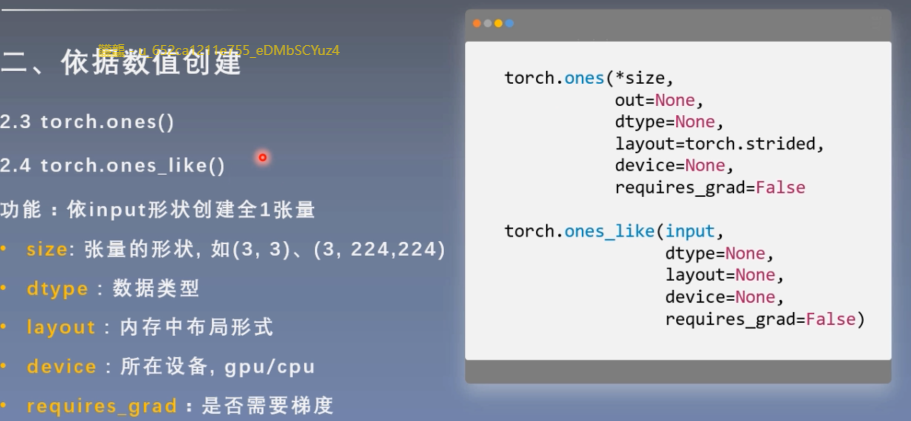 二、依据数值创建
2.3 torch.ones()
2.4 torch.ones_like()
功能：依input形状创建全1张量
• size: 张量的形状, 如(3, 3)、(3, 224,224)
• dtype : 数据类型
• layout : 内存中布局形式
• device : 所在设备, gpu/cpu
• requires_grad : 是否需要梯度
torch.ones(*size,
out=None,
dtype=None,
layout=torch.strided,
device=None,
requires_grad=False
torch.ones_like(input,
dtype=None,
layout=None,
device=None,
requires_grad=False)